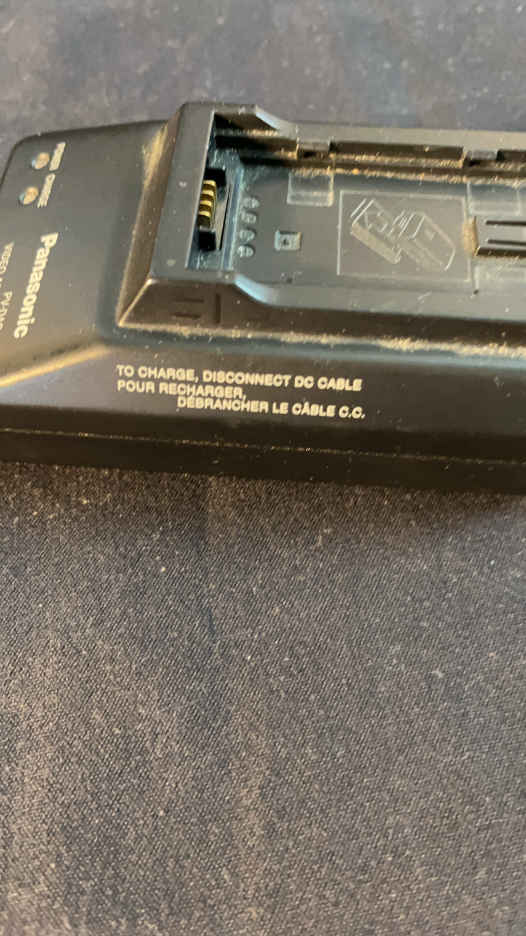 POWER CHARGE
Panasonic
TO CHARGE, DISCONNECT DC CABLE
POUR RECHARGER,
DÉBRANCHER LE CÂBLE C.C.